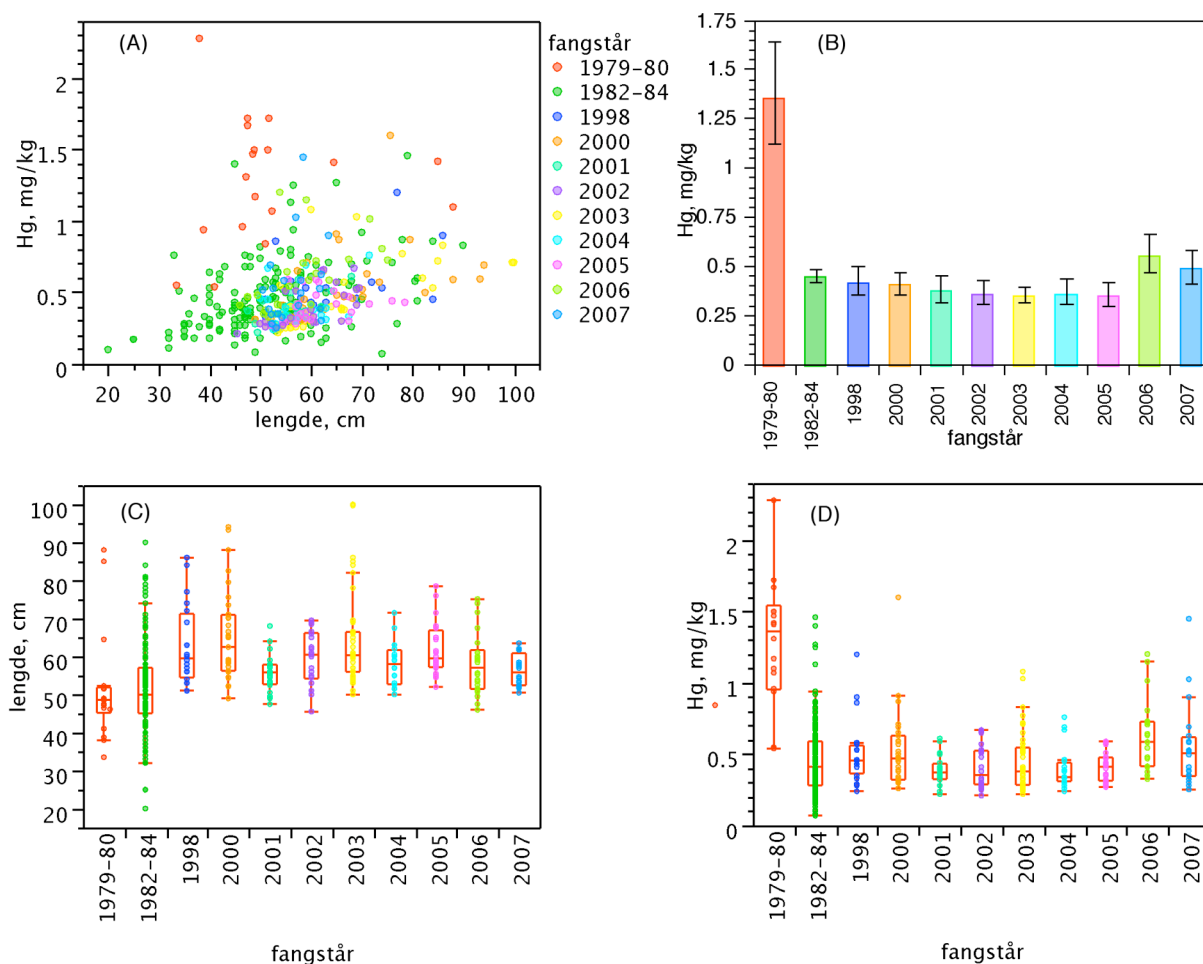 (A)
Hg, mg/kg
2
1.5
1
0.5
0
10 20 30 40 50 60 70 80 90 100
lengde, cm
fangstår
1979-80
1982-84
1998
2000
2001
2002
2003
2004
2005
2006
2007
(B)
Hg, mg/kg
1.75
1.5
1.25
1
0.75
0.5
0.25
0
1979-80 1982-84 1998 2000 2001 2002 2003 2004 2005 2006 2007
fangstår
(C)
lengde, cm
100
90
80
70
60
50
40
30
20
1979-80 1982-84 1998 2000 2001 2002 2003 2004 2005 2006 2007
fangstår
(D)
Hg, mg/kg
2
1.5
1
0.5
0
1979-80 1982-84 1998 2000 2001 2002 2003 2004 2005 2006 2007
fangstår